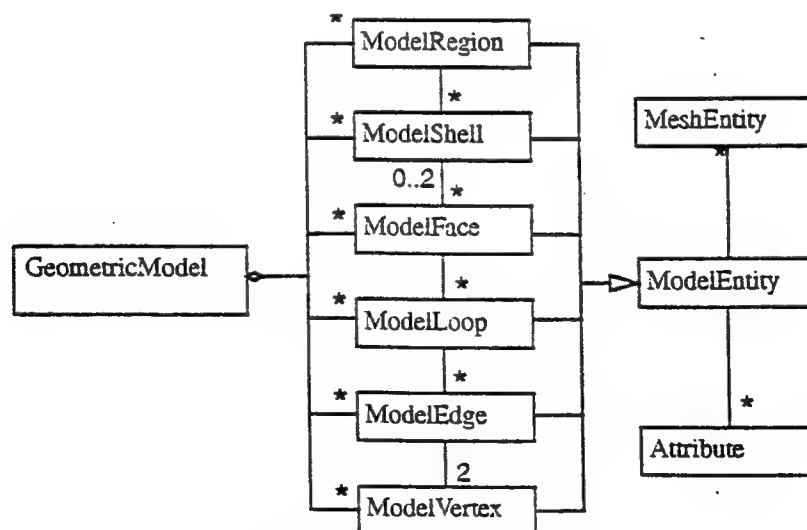 *
ModelRegion
*
*
ModelShell
MeshEntity
*
0..2
*
*
ModelFace
GeometricModel
ModelEntity
*
*
ModelLoop
*
*
ModelEdge
*
Attribute
2
*
ModelVertex